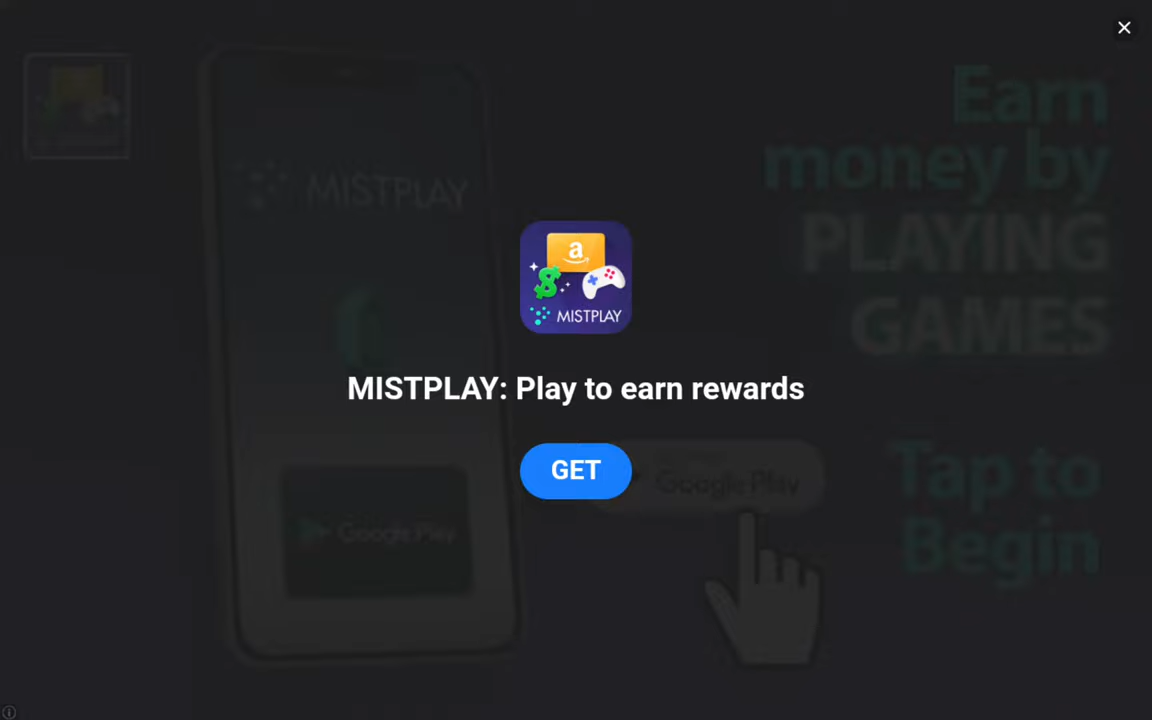 Earn
money by
MISTPLAY
PLAYING
GAMES
a
$
MISTPLAY
MISTPLAY: Play to earn rewards
GET
Google Play
Google Play
Tap to
Begin